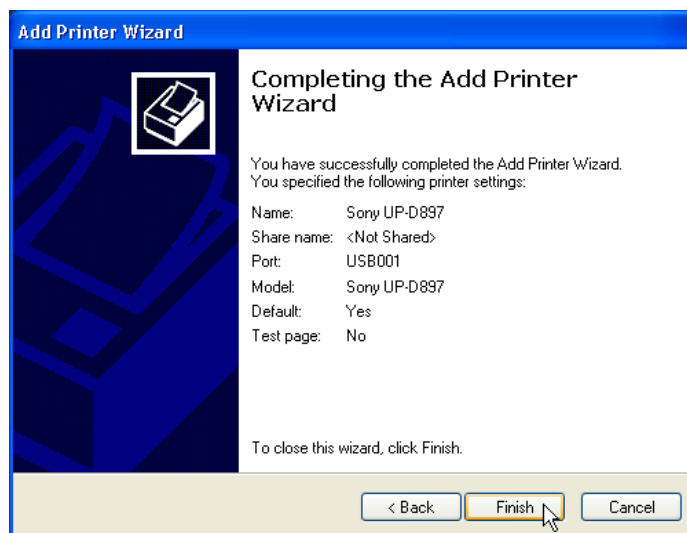 Add Printer Wizard
Completing the Add Printer
Wizard
You have successfully completed the Add Printer Wizard.
You specified the following printer settings:
Name: Sony UP-D897
Share name: <Not Shared>
Port: USB001
Model: Sony UP-D897
Default: Yes
Test page: No
To close this wizard, click Finish.
< Back Finish Cancel